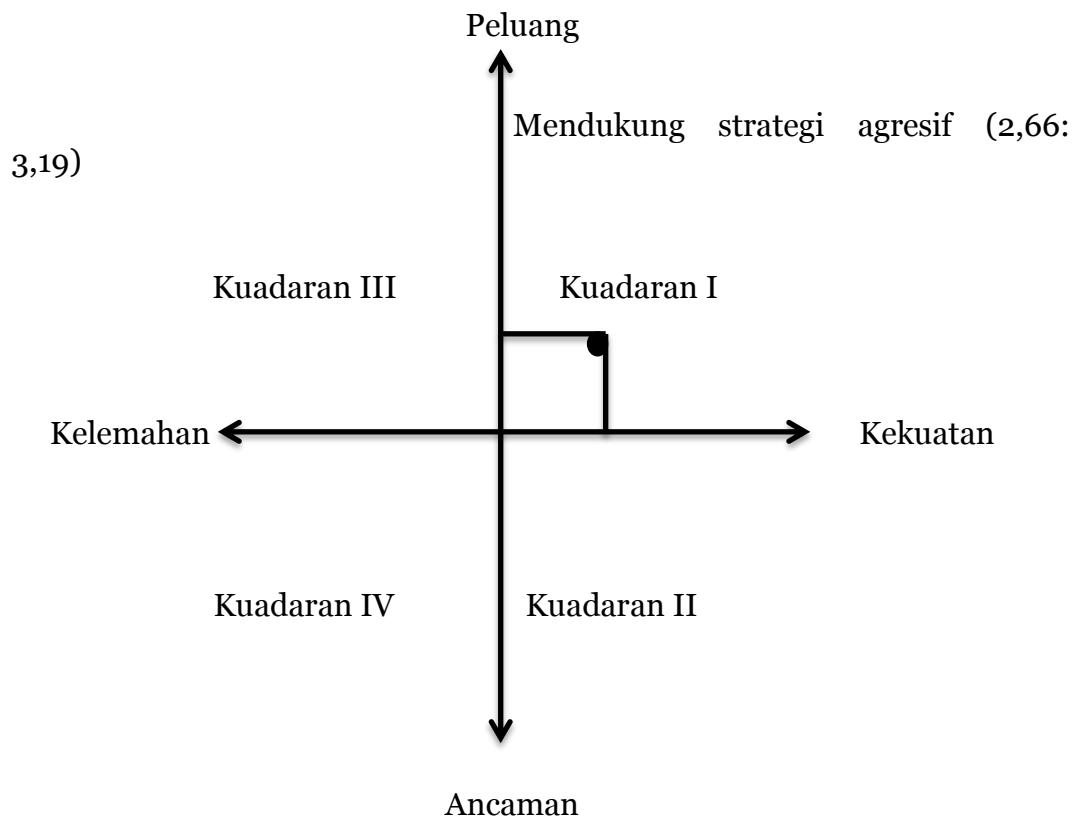 Peluang
Mendukung strategi agresif (2,66:
3,19)
Kuadaran III Kuadaran I
Kelemahan Kekuatan
Kuadaran IV Kuadaran II
Ancaman